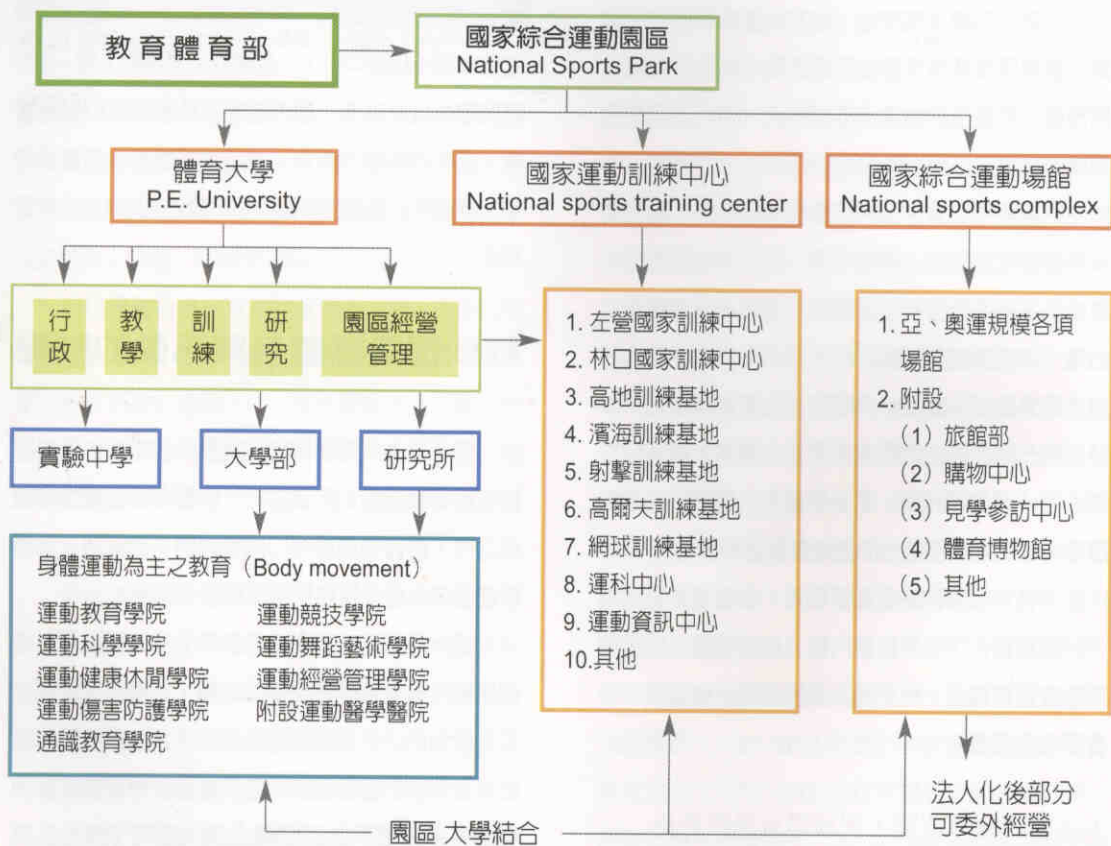 教育體育部
國家綜合運動園區
National Sports Park
體育大學
P.E. University
國家運動訓練中心
National sports training center
國家綜合運動場館
National sports complex
行政
教學
訓練
研究
園區經營
管理
實驗中學
大學部
研究所
身體運動為主之教育（Body movement）
運動教育學院
運動競技學院
運動科學學院
運動舞蹈藝術學院
運動健康休閒學院
運動經營管理學院
運動傷害防護學院
附設運動醫學醫院
通識教育學院
1. 左營國家訓練中心
2. 林口國家訓練中心
3. 高地訓練基地
4. 濱海訓練基地
5. 射擊訓練基地
6. 高爾夫訓練基地
7. 網球訓練基地
8. 運科中心
9. 運動資訊中心
10. 其他
1. 亞、奧運規模各項
場館
2. 附設
（1）旅館部
（2）購物中心
（3）見學參訪中心
（4）體育博物館
（5）其他
園區 大學結合
法人化後部分
可委外經營